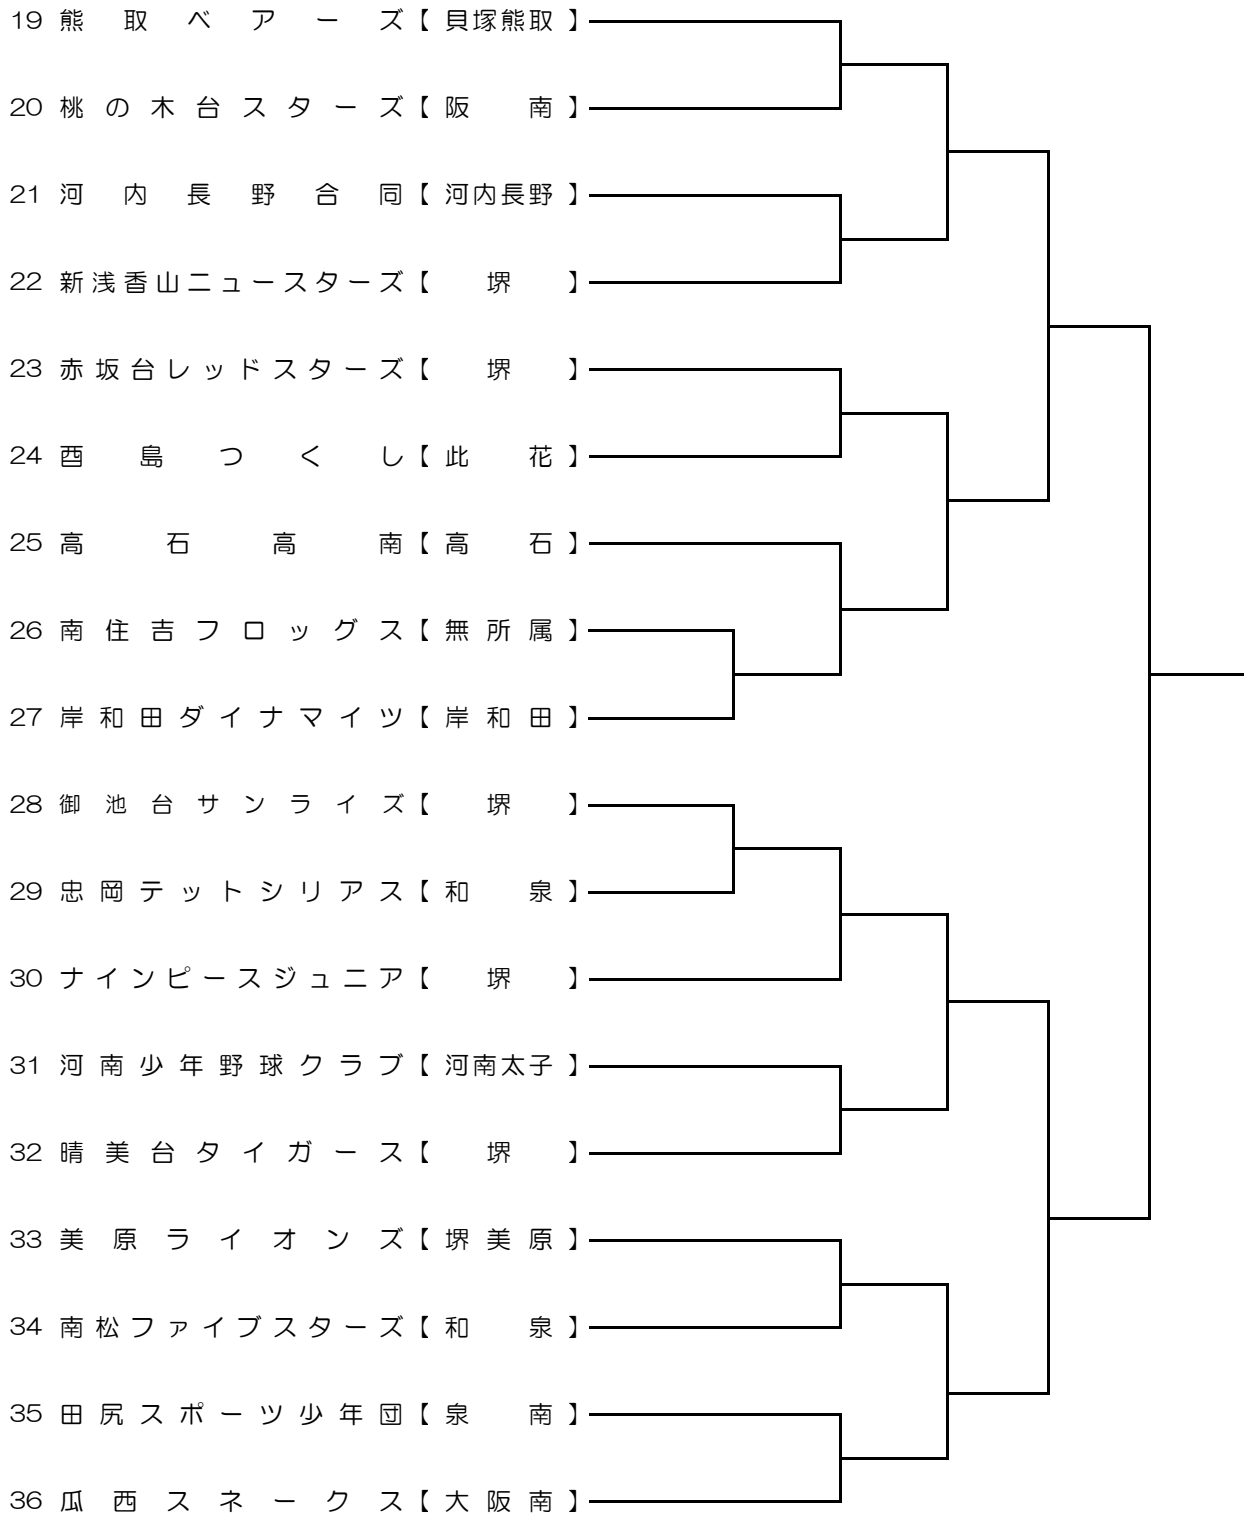 19 熊取ベアーズ【貝塚熊取】
20 桃の木台スターズ【阪南】
21 河内長野合同【河内長野】
22 新浅香山ニュースターズ【堺】
23 赤坂台レッドスターズ【堺】
24 酉島つくし【此花】
25 高石高南【高石】
26 南住吉フロッグス【無所属】
27 岸和田ダイナマイツ【岸和田】
28 御池台サンライズ【堺】
29 忠岡テットシリアス【和泉】
30 ナインピースジュニア【堺】
31 河南少年野球クラブ【河南太子】
32 晴美台タイガース【堺】
33 美原ライオンズ【堺美原】
34 南松ファイブスターズ【和泉】
35 田尻スポーツ少年団【泉南】
36 瓜西スネークス【大阪南】